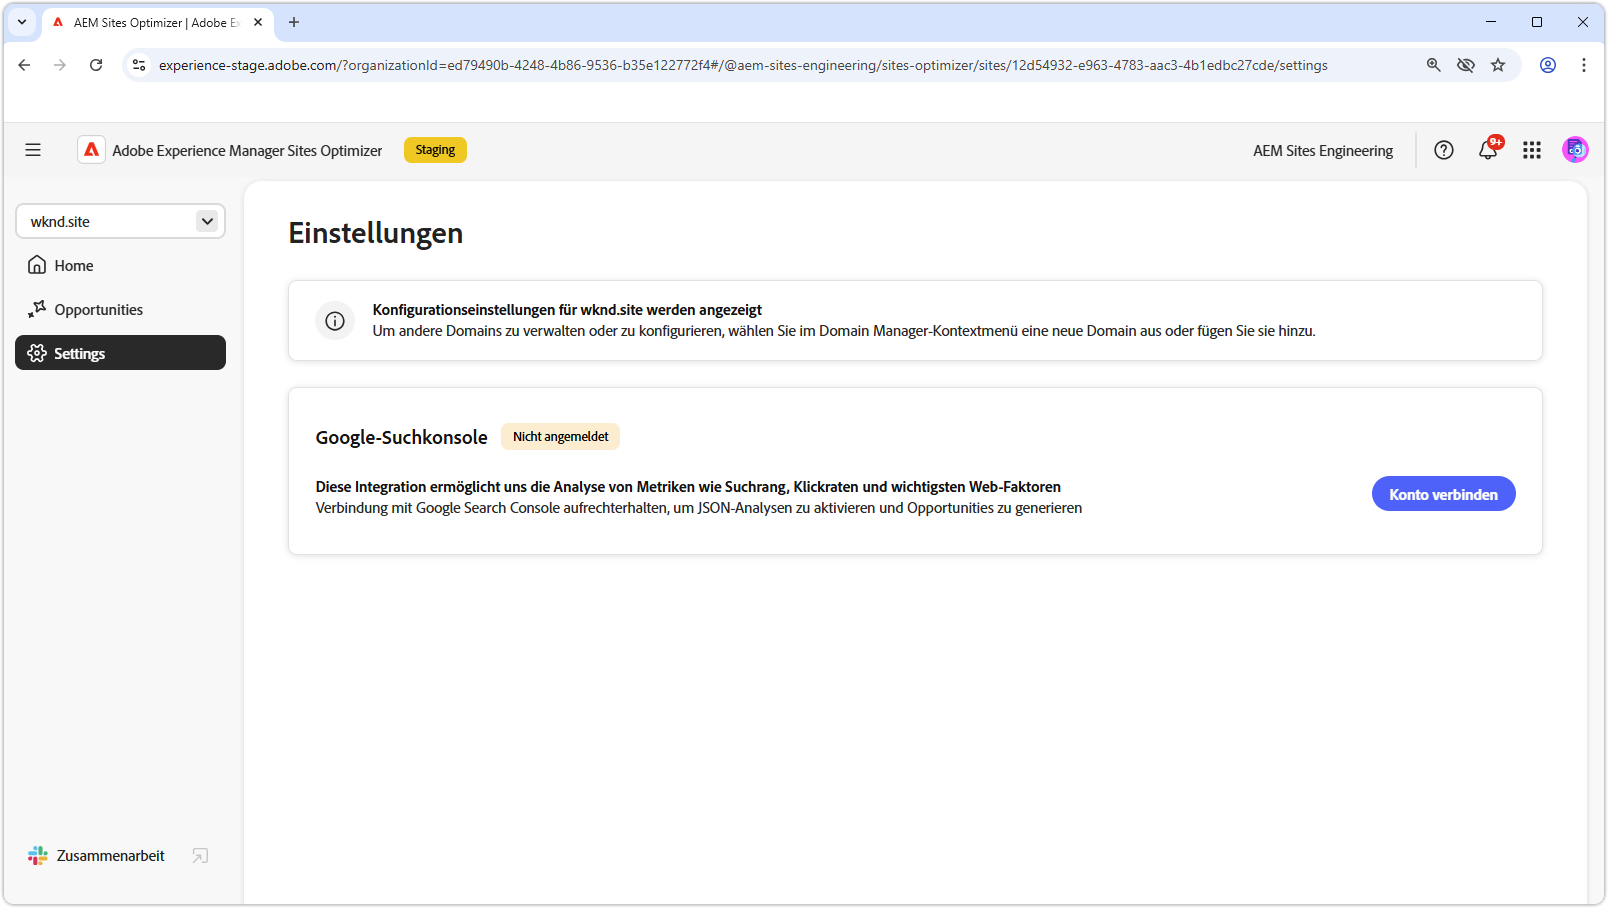 AEM Sites Optimizer | Adobe Ex
experience-stage.adobe.com/?organizationId=ed79490b-4248-4b86-9536-b35e122772f4#/@aem-sites-engineering/sites-optimizer/sites/12d54932-e963-4783-aac3-4b1edbc27cde/settings
Adobe Experience Manager Sites Optimizer
Staging
AEM Sites Engineering
9+
wknd.site
Home
Opportunities
Settings
Zusammenarbeit
Einstellungen
Konfigurationseinstellungen für wknd.site werden angezeigt
Um andere Domains zu verwalten oder zu konfigurieren, wählen Sie im Domain Manager-Kontextmenü eine neue Domain aus oder fügen Sie sie hinzu.
Google-Suchkonsole
Nicht angemeldet
Diese Integration ermöglicht uns die Analyse von Metriken wie Suchrang, Klickraten und wichtigsten Web-Faktoren
Verbindung mit Google Search Console aufrechterhalten, um JSON-Analysen zu aktivieren und Opportunities zu generieren
Konto verbinden